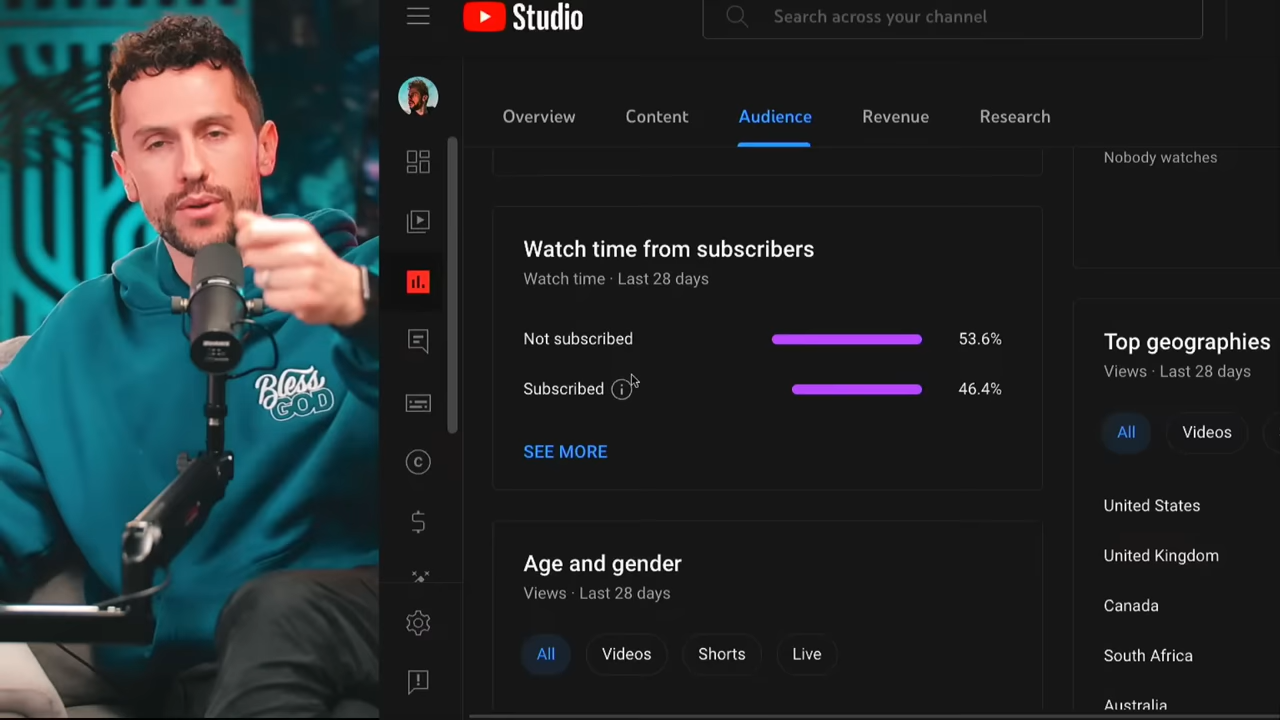 Studio
Search across your channel
Overview
Content
Audience
Revenue
Research
Nobody watches
Watch time from subscribers
Watch time · Last 28 days
Not subscribed
53.6%
Subscribed
46.4%
SEE MORE
Top geographies
Views · Last 28 days
All
Videos
United States
United Kingdom
Canada
South Africa
Australia
Age and gender
Views · Last 28 days
All
Videos
Shorts
Live
Bless
GOD